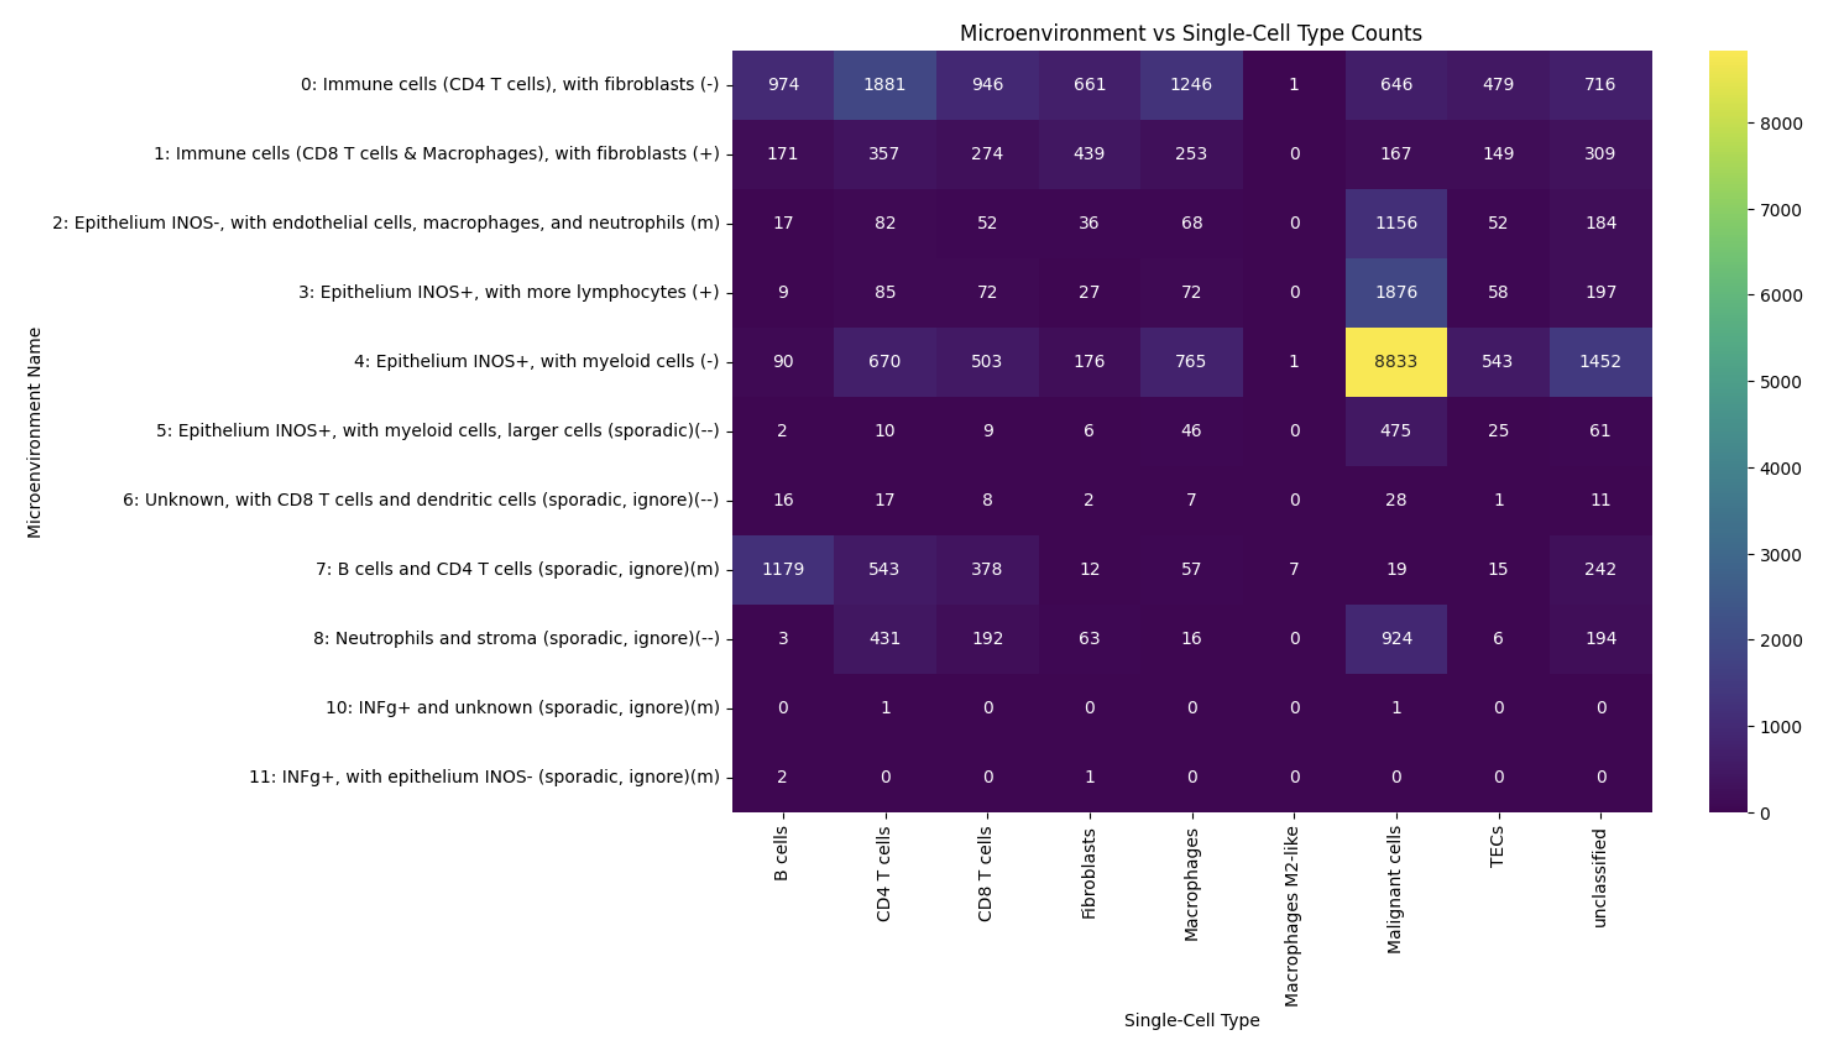 Microenvironment vs Single-Cell Type Counts
Microenvironment Name
0: Immune cells (CD4 T cells), with fibroblasts (-) 974 1881 946 661 1246 1 646 479 716
1: Immune cells (CD8 T cells & Macrophages), with fibroblasts (+) 171 357 274 439 253 0 167 149 309
2: Epithelium INOS-, with endothelial cells, macrophages, and neutrophils (m) 17 82 52 36 68 0 1156 52 184
3: Epithelium INOS+, with more lymphocytes (+) 9 85 72 27 72 0 1876 58 197
4: Epithelium INOS+, with myeloid cells (-) 90 670 503 176 765 1 8833 543 1452
5: Epithelium INOS+, with myeloid cells, larger cells (sporadic)(--) 2 10 9 6 46 0 475 25 61
6: Unknown, with CD8 T cells and dendritic cells (sporadic, ignore)(--) 16 17 8 2 7 0 28 1 11
7: B cells and CD4 T cells (sporadic, ignore)(m) 1179 543 378 12 57 7 19 15 242
8: Neutrophils and stroma (sporadic, ignore)(--) 3 431 192 63 16 0 924 6 194
10: INFg+ and unknown (sporadic, ignore)(m) 0 1 0 0 0 0 1 0 0
11: INFg+, with epithelium INOS- (sporadic, ignore)(m) 2 0 0 1 0 0 0 0 0
B cells
CD4 T cells
CD8 T cells
Fibroblasts
Macrophages
Macrophages M2-like
Malignant cells
TECs
unclassified
Single-Cell Type
8000
7000
6000
5000
4000
3000
2000
1000
0